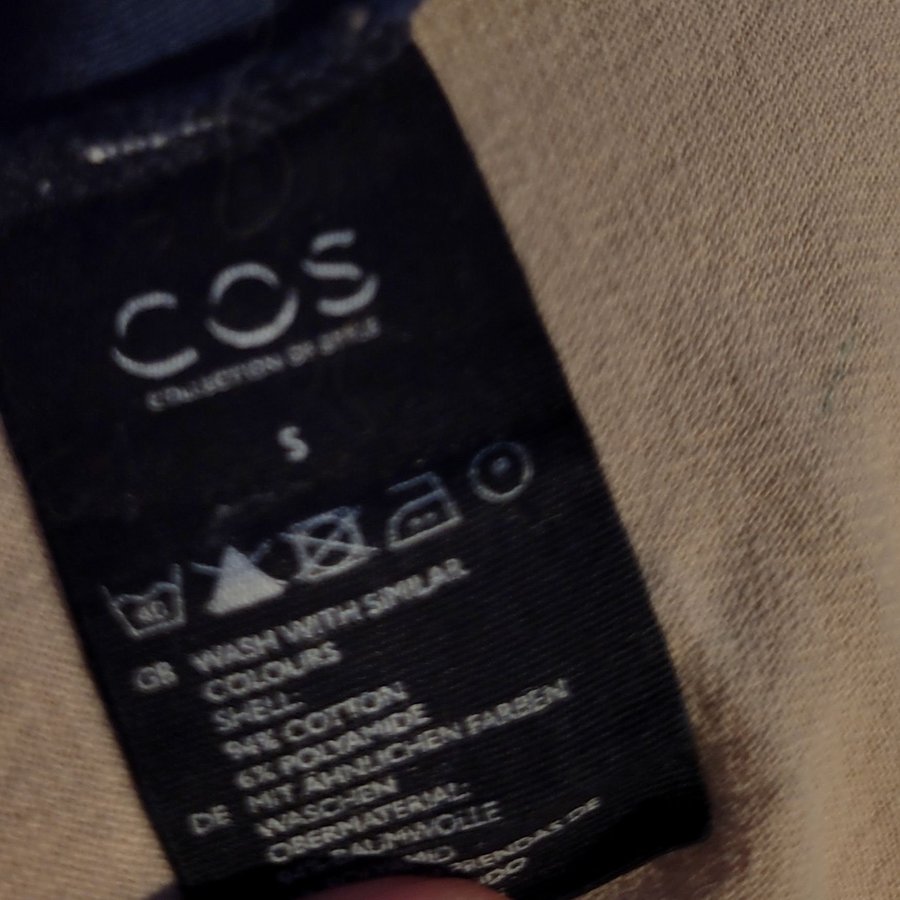 COS
COLLECTION OF STYLE
S
40
GB WASH WITH SIMILAR
COLOURS
SHELL:
94% COTTON
6% POLYAMIDE
DE MIT ÄHNLICHEN FARBEN
WASCHEN
OBERMATERIAL:
BAUMWOLLE